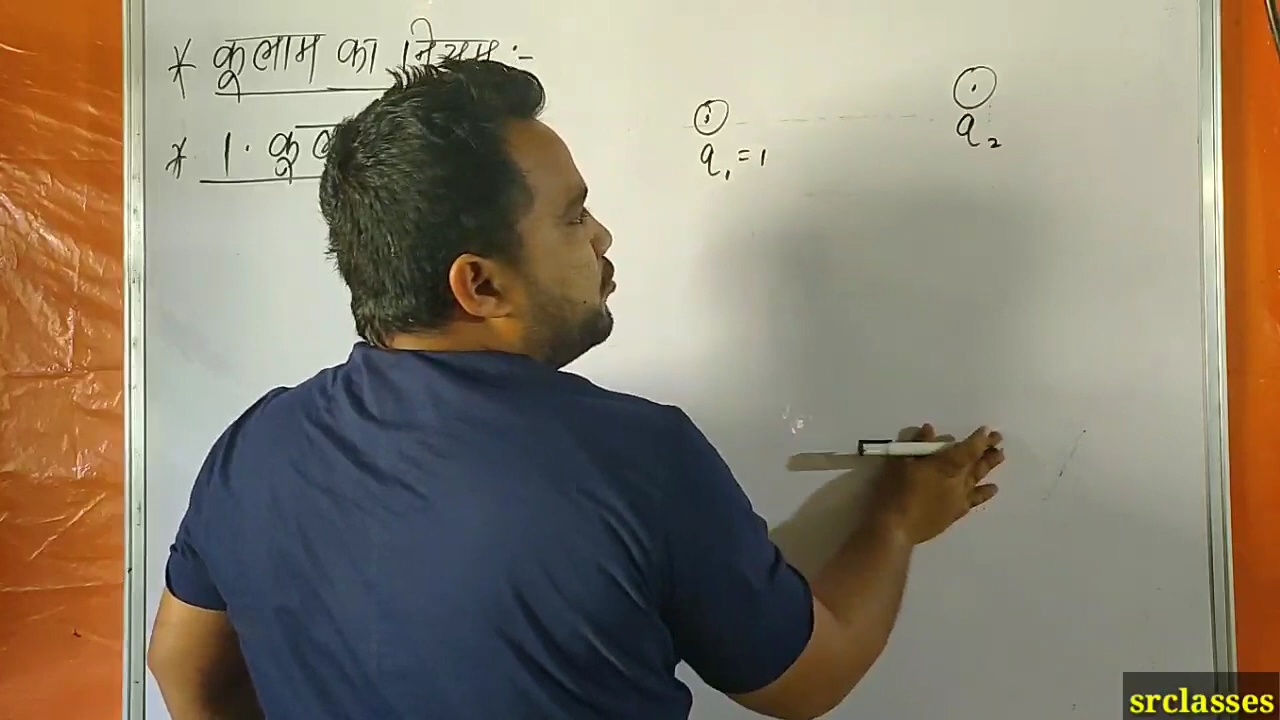 * कूलाम का नियम :-
* 1.
q₁ = 1
q₂
srclasses